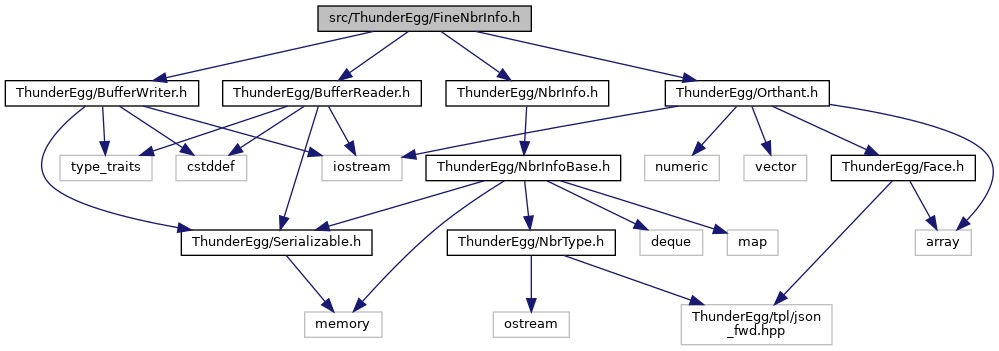 src/ThunderEgg/FineNbrInfo.h
ThunderEgg/BufferWriter.h
ThunderEgg/BufferReader.h
ThunderEgg/NbrInfo.h
ThunderEgg/Orthant.h
type_traits
cstddef
iostream
ThunderEgg/NbrInfoBase.h
numeric
vector
ThunderEgg/Face.h
ThunderEgg/Serializable.h
ThunderEgg/NbrType.h
deque
map
array
memory
ostream
ThunderEgg/tpl/json
_fwd.hpp